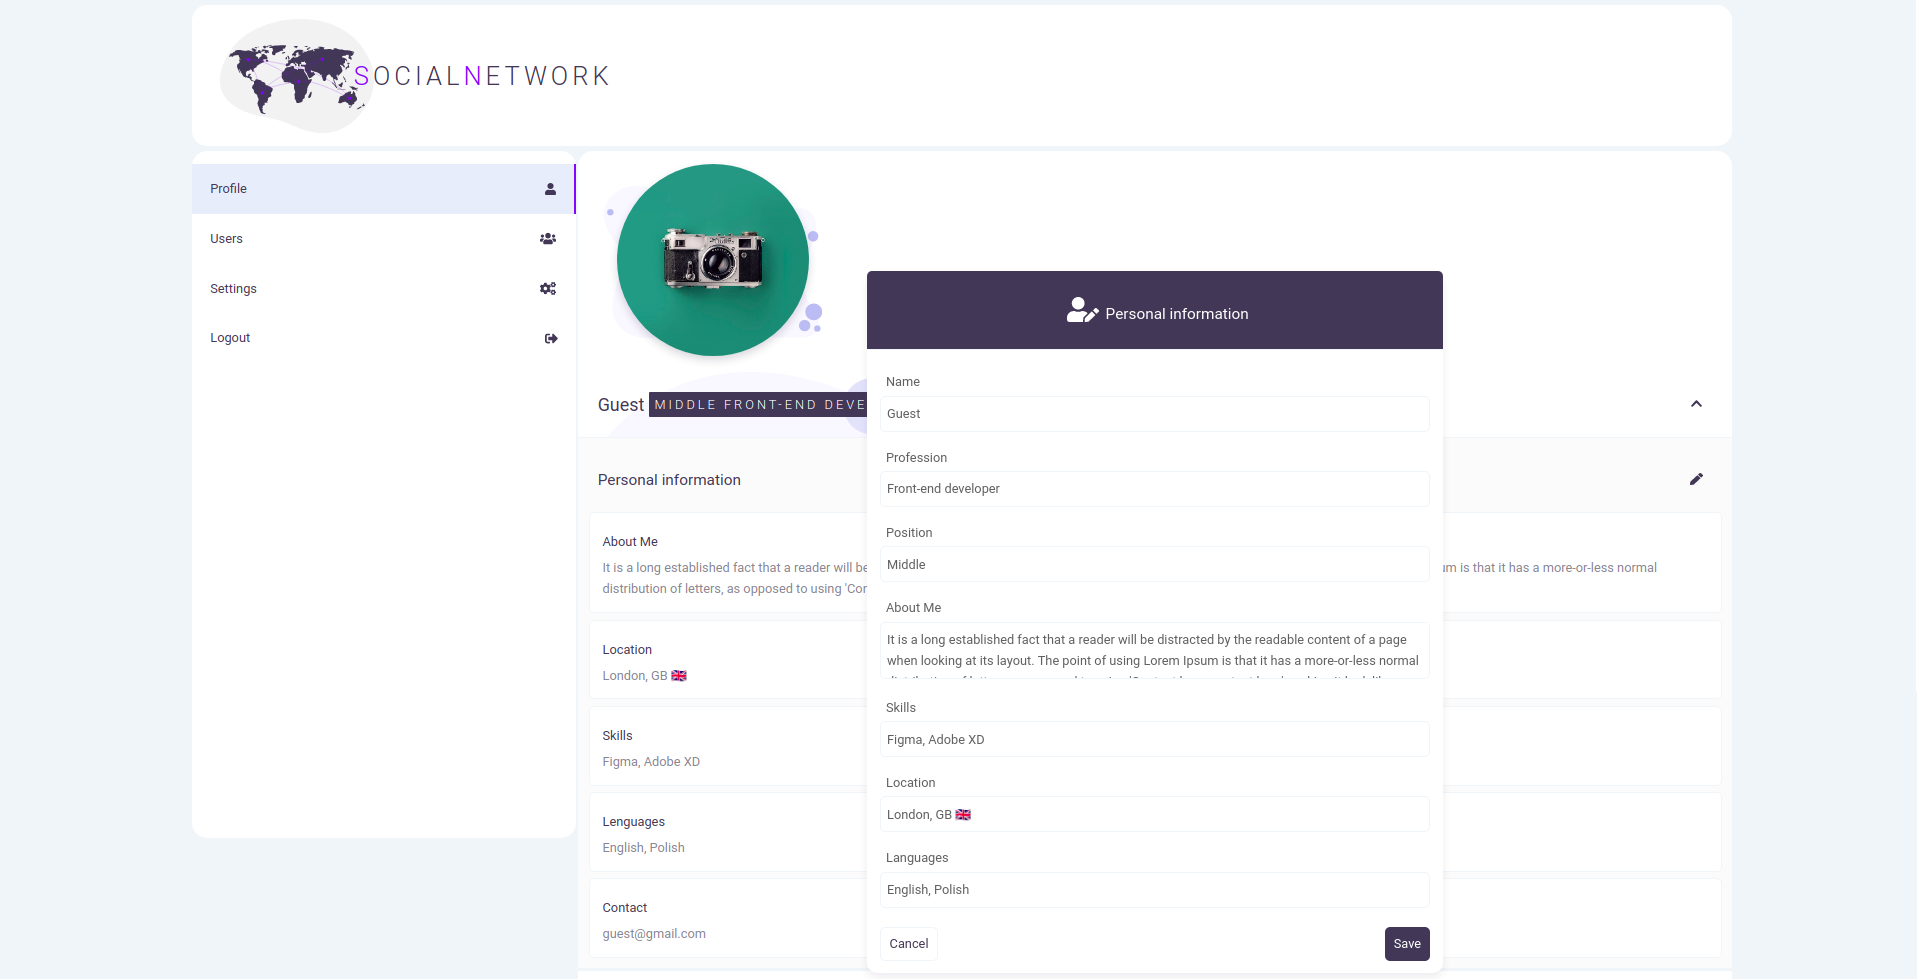 SOCIALNETWORK
Profile
Users
Settings
Logout
Guest MIDDLE FRONT-END DEVE
Personal information
About Me
It is a long established fact that a reader will be
um is that it has a more-or-less normal
distribution of letters, as opposed to using 'Con
Location
London, GB 🇬🇧
Skills
Figma, Adobe XD
Lenguages
English, Polish
Contact
guest@gmail.com
Personal information
Name
Guest
Profession
Front-end developer
Position
Middle
About Me
It is a long established fact that a reader will be distracted by the readable content of a page
when looking at its layout. The point of using Lorem Ipsum is that it has a more-or-less normal
Skills
Figma, Adobe XD
Location
London, GB 🇬🇧
Languages
English, Polish
Cancel
Save